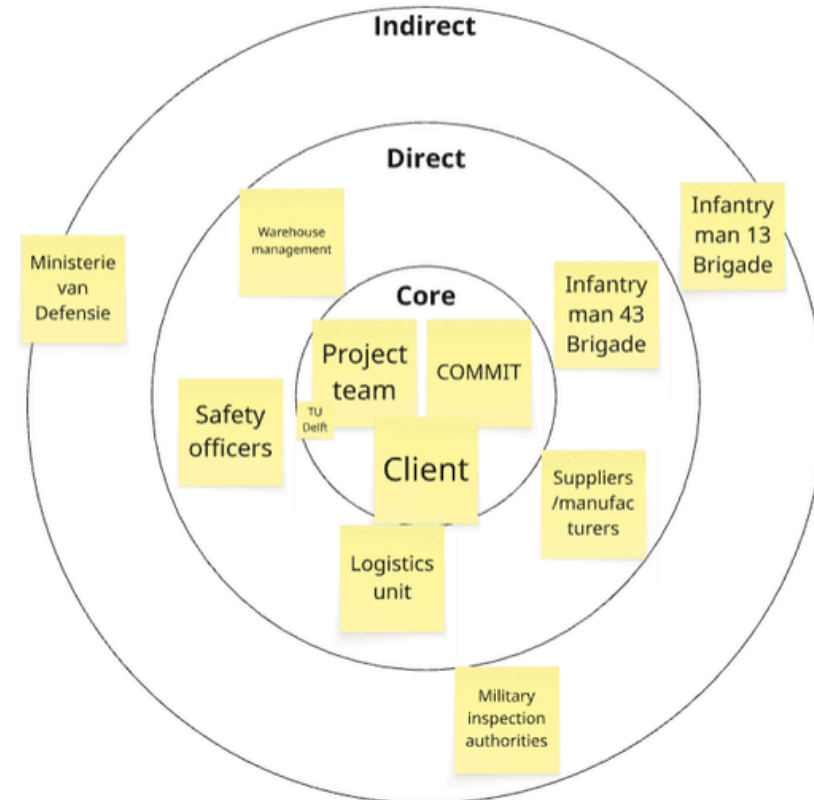 Indirect
Direct
Warehouse
management
Infantry
man 13
Brigade
Ministerie
van
Defensie
Infantry
man 43
Brigade
Core
Project
team
COMMIT
TU
Delft
Safety
officers
Client
Suppliers
/manufac
turers
Logistics
unit
Military
inspection
authorities